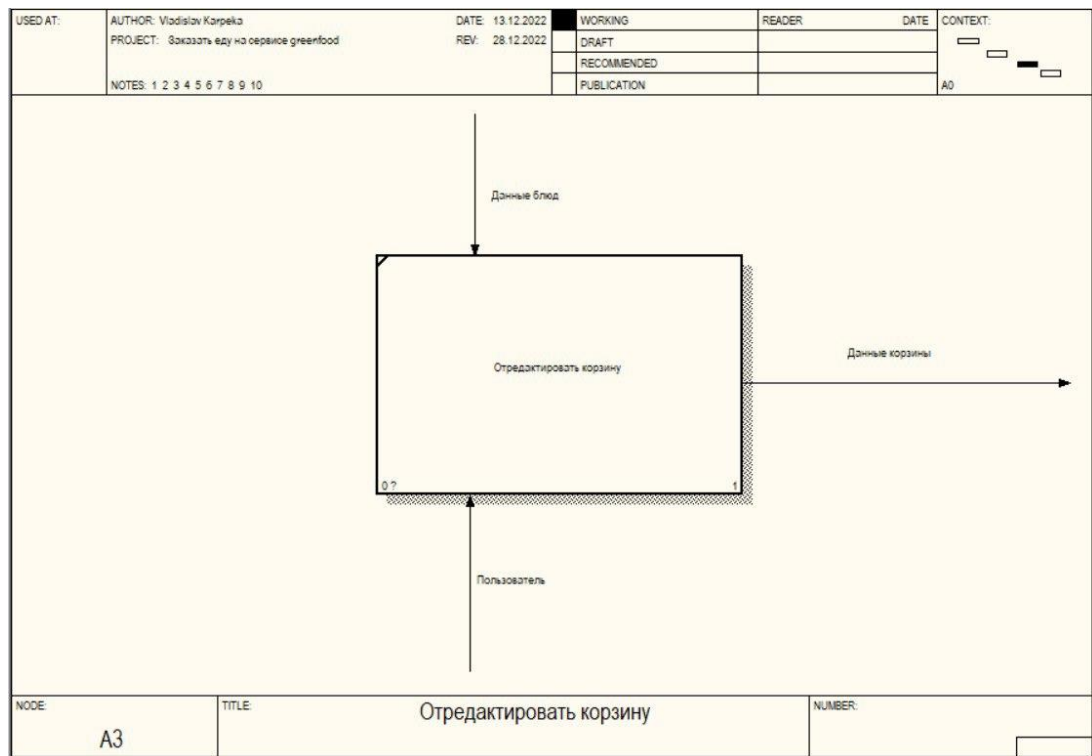 USED AT:
AUTHOR: Vladislav Karpeka
DATE: 13.12.2022
WORKING
READER
DATE
CONTEXT:
PROJECT: Заказать еду на сервисе greenfood
REV: 28.12.2022
DRAFT
RECOMMENDED
NOTES: 1 2 3 4 5 6 7 8 9 10
PUBLICATION
A0
Данные блюд
Данные корзины
Отредактировать корзину
0 ?
1
Пользователь
NODE:
TITLE:
Отредактировать корзину
NUMBER:
A3